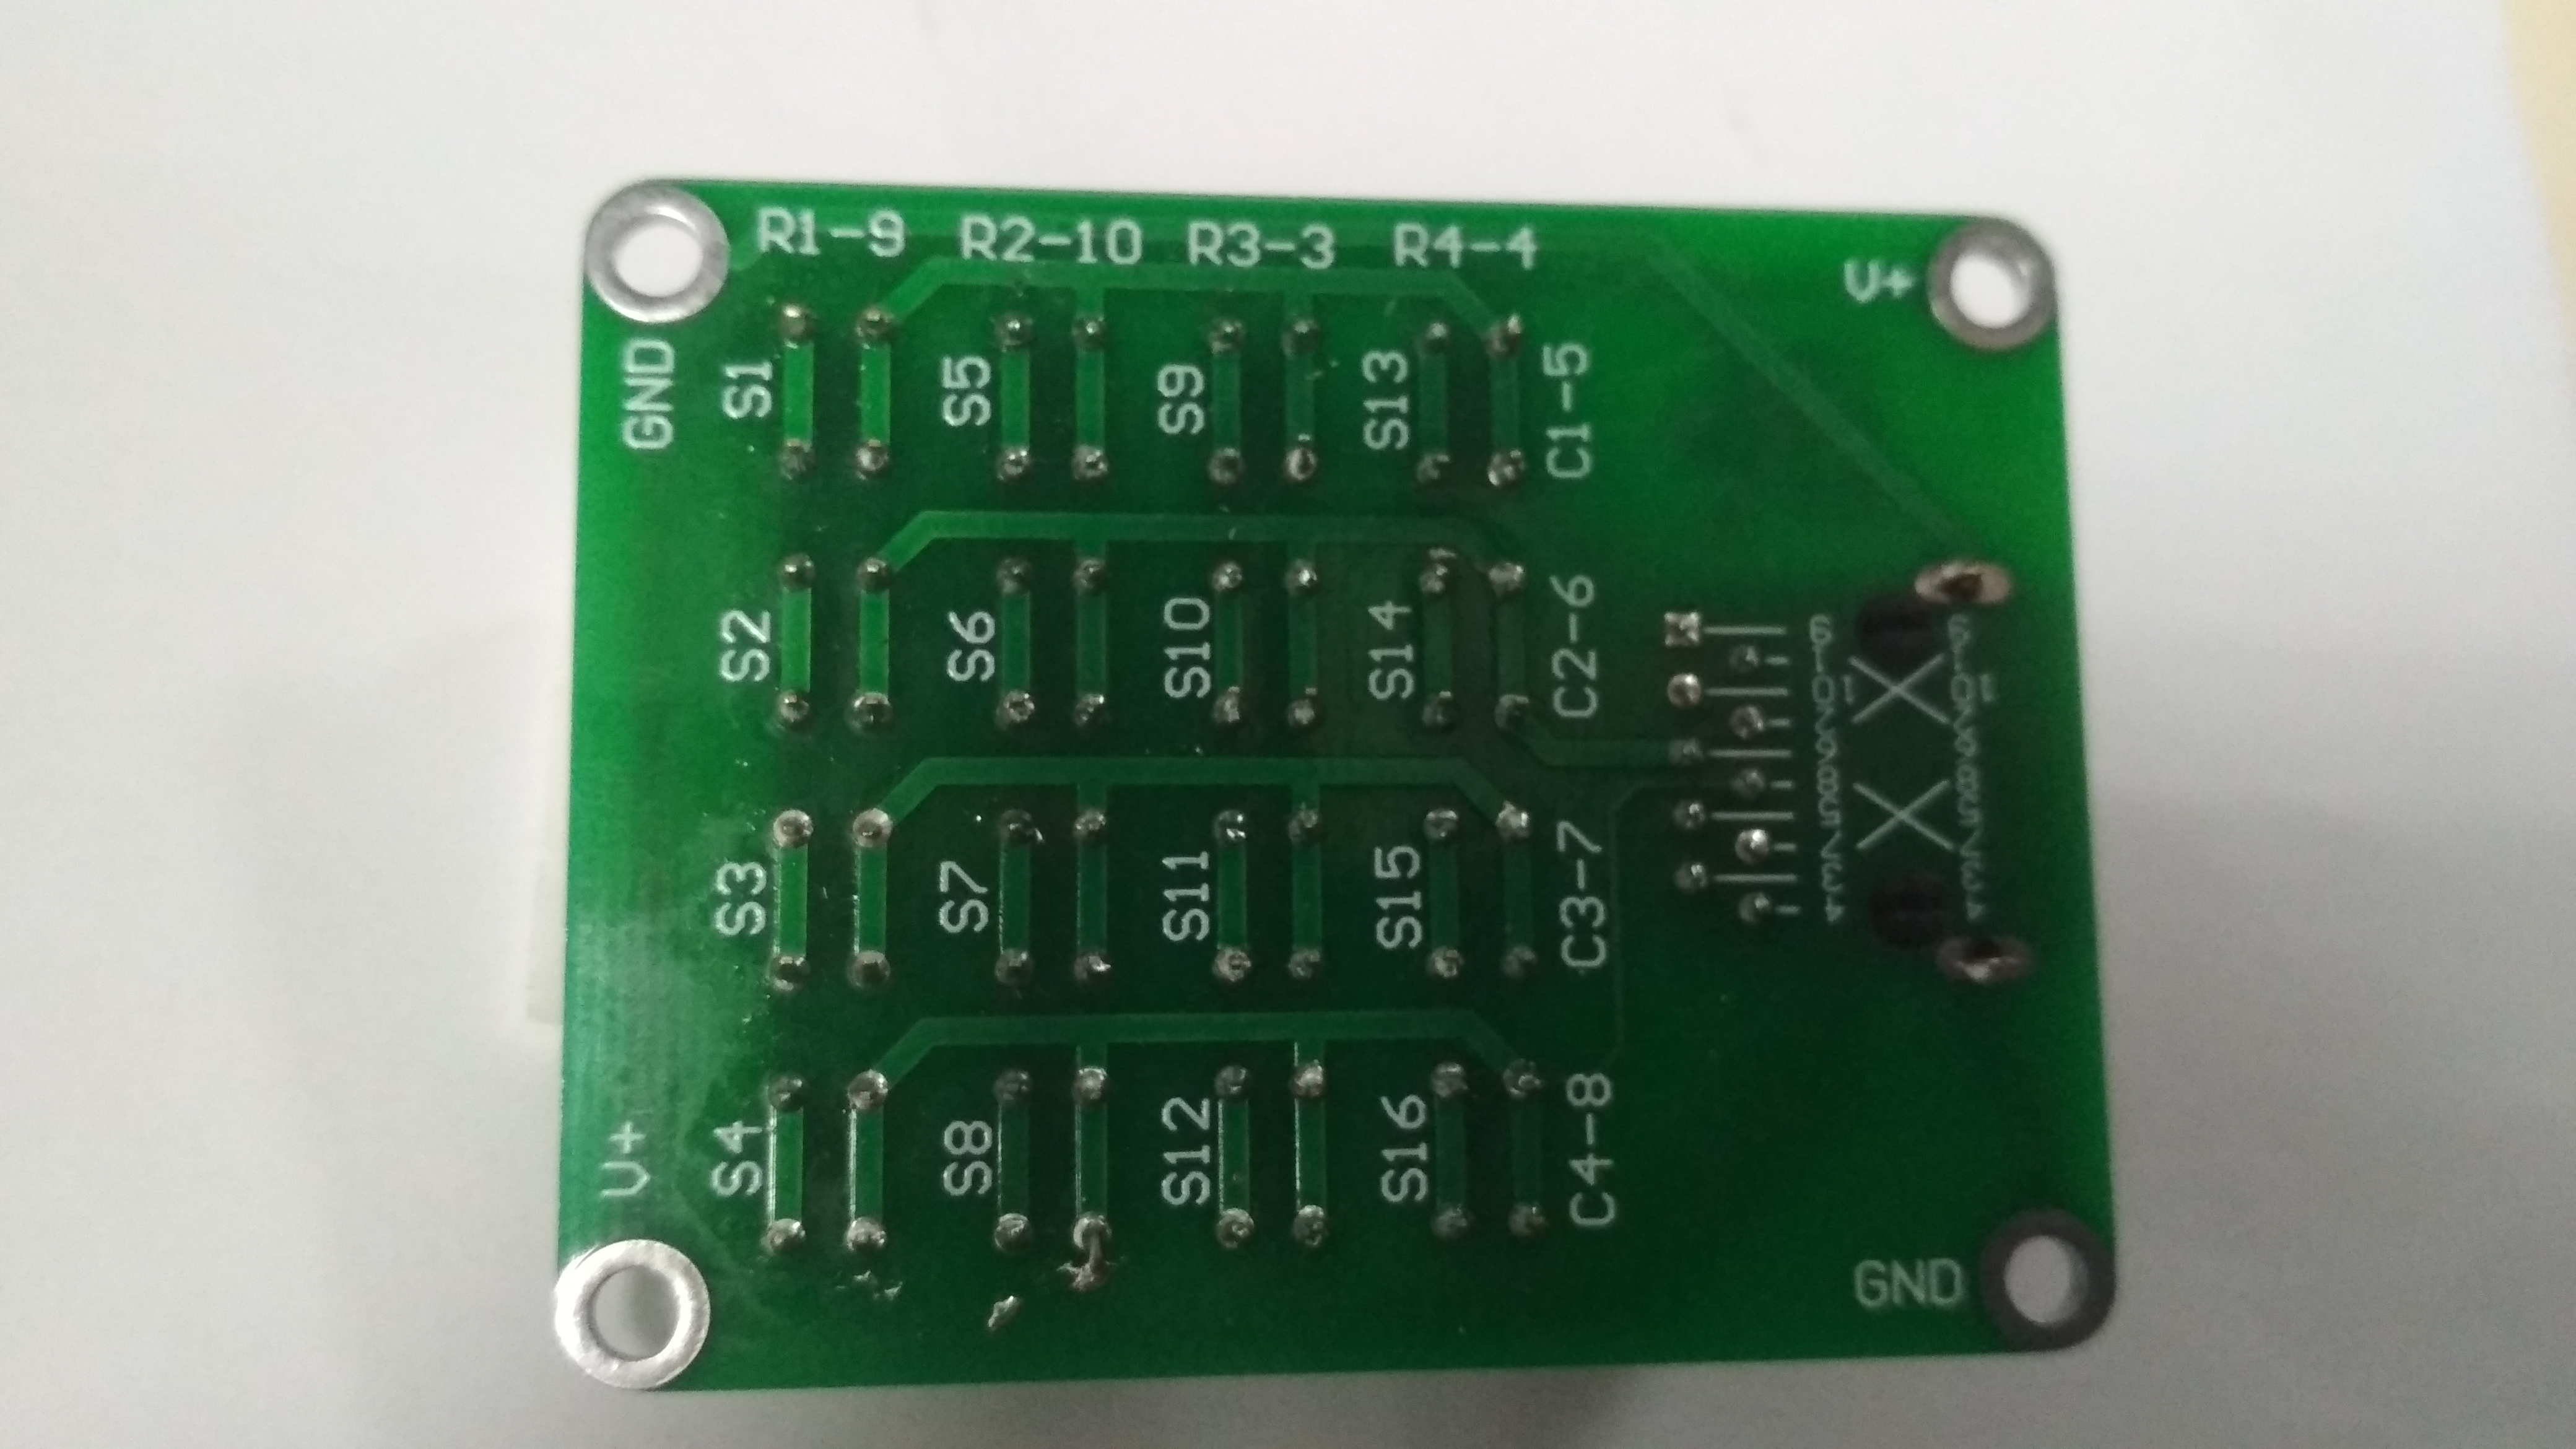 R1-9 R2-10 R3-3 R4-4
V+
GND
S1 S5 S9 S13 C1-5
S2 S6 S10 S14 C2-6
S3 S7 S11 S15 C3-7
V+
S4 S8 S12 S16 C4-8
GND